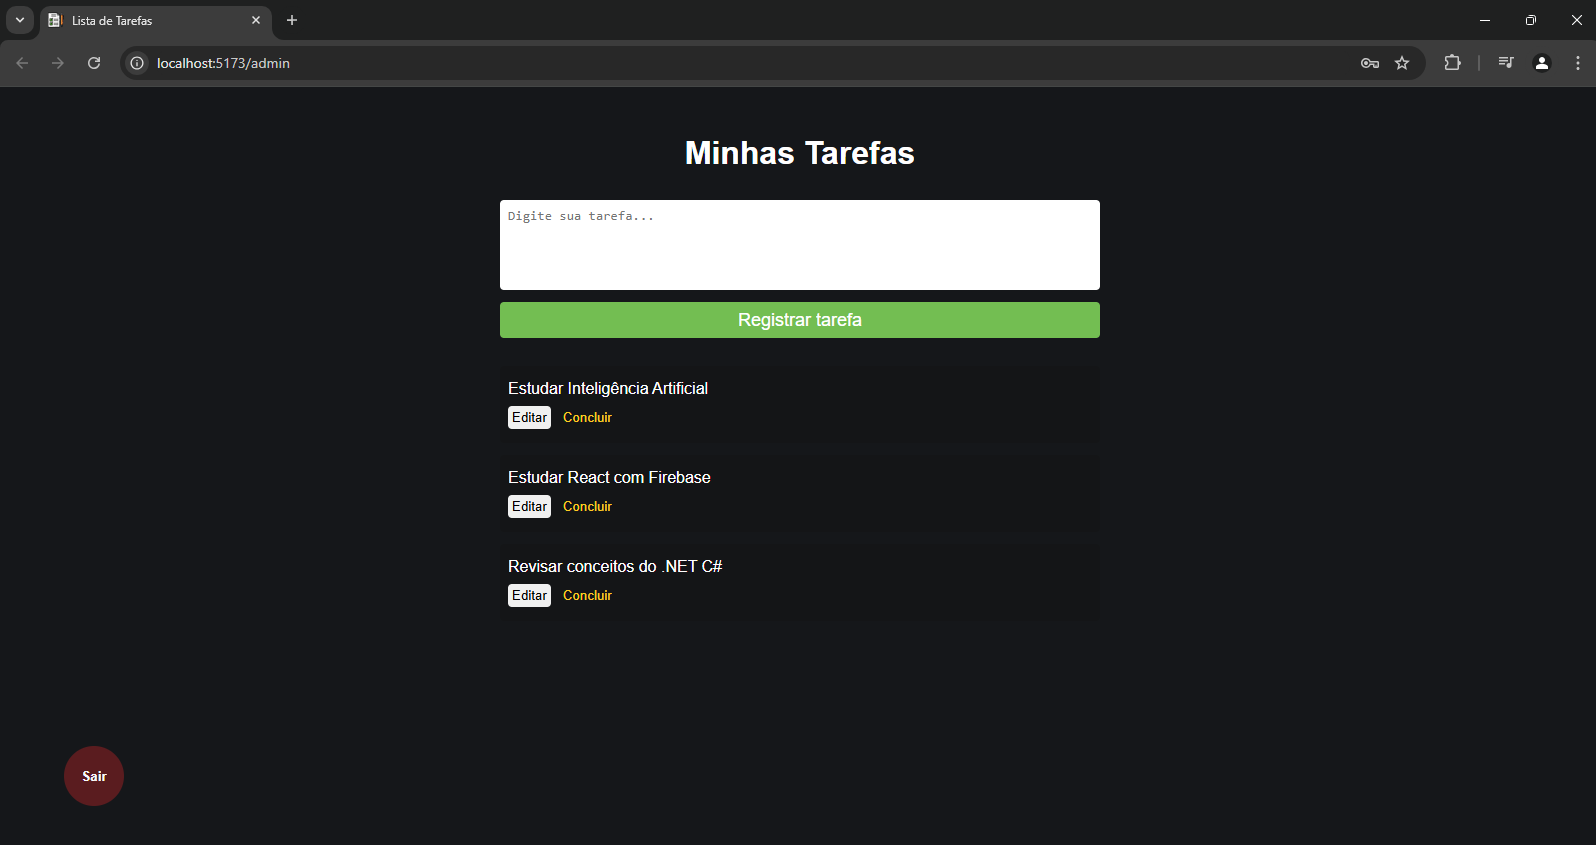 Lista de Tarefas
localhost:5173/admin
Minhas Tarefas
Digite sua tarefa...
Registrar tarefa
Estudar Inteligência Artificial
Editar Concluir
Estudar React com Firebase
Editar Concluir
Revisar conceitos do .NET C#
Editar Concluir
Sair